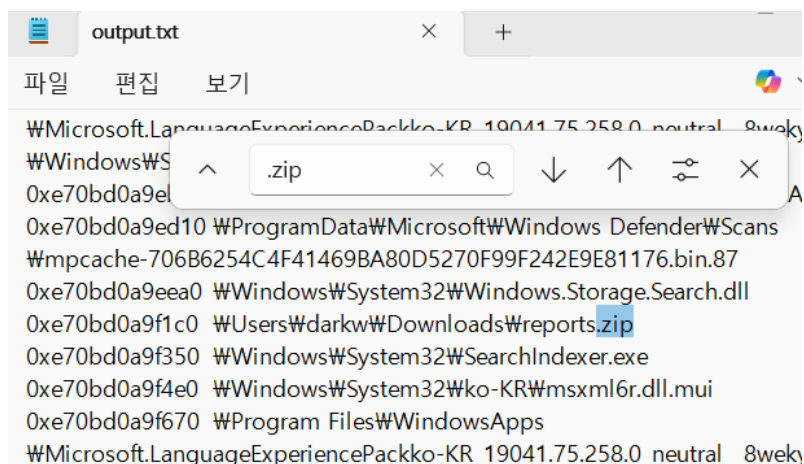 output.txt
파일 편집 보기
.zip
₩Microsoft.LanguageExperiencePackko-KR_19041.75.258.0_neutral__8weky
₩Windows₩S
0xe70bd0a9ed10 ₩ProgramData₩Microsoft₩Windows Defender₩Scans
₩mpcache-706B6254C4F41469BA80D5270F99F242E9E81176.bin.87
0xe70bd0a9eea0 ₩Windows₩System32₩Windows.Storage.Search.dll
0xe70bd0a9f1c0 ₩Users₩darkw₩Downloads₩reports.zip
0xe70bd0a9f350 ₩Windows₩System32₩SearchIndexer.exe
0xe70bd0a9f4e0 ₩Windows₩System32₩ko-KR₩msxml6r.dll.mui
0xe70bd0a9f670 ₩Program Files₩WindowsApps
₩Microsoft.LanguageExperiencePackko-KR_19041.75.258.0_neutral__8weky